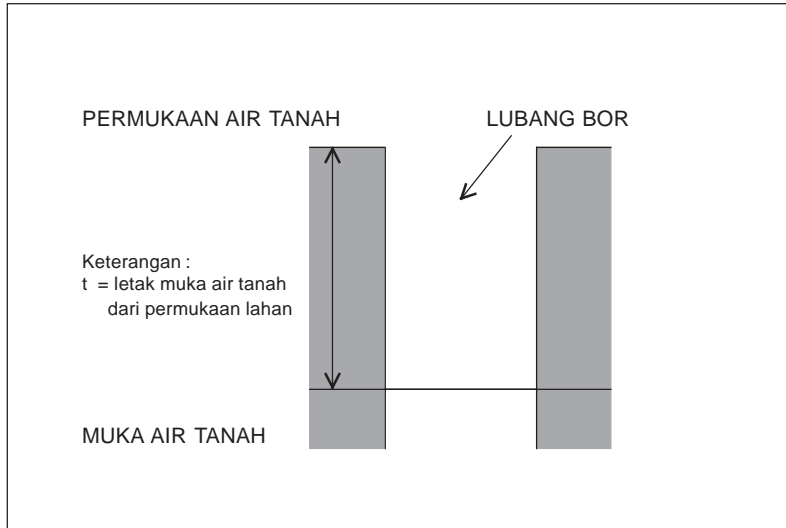 PERMUKAAN AIR TANAH
LUBANG BOR
Keterangan :
t = letak muka air tanah
dari permukaan lahan
MUKA AIR TANAH